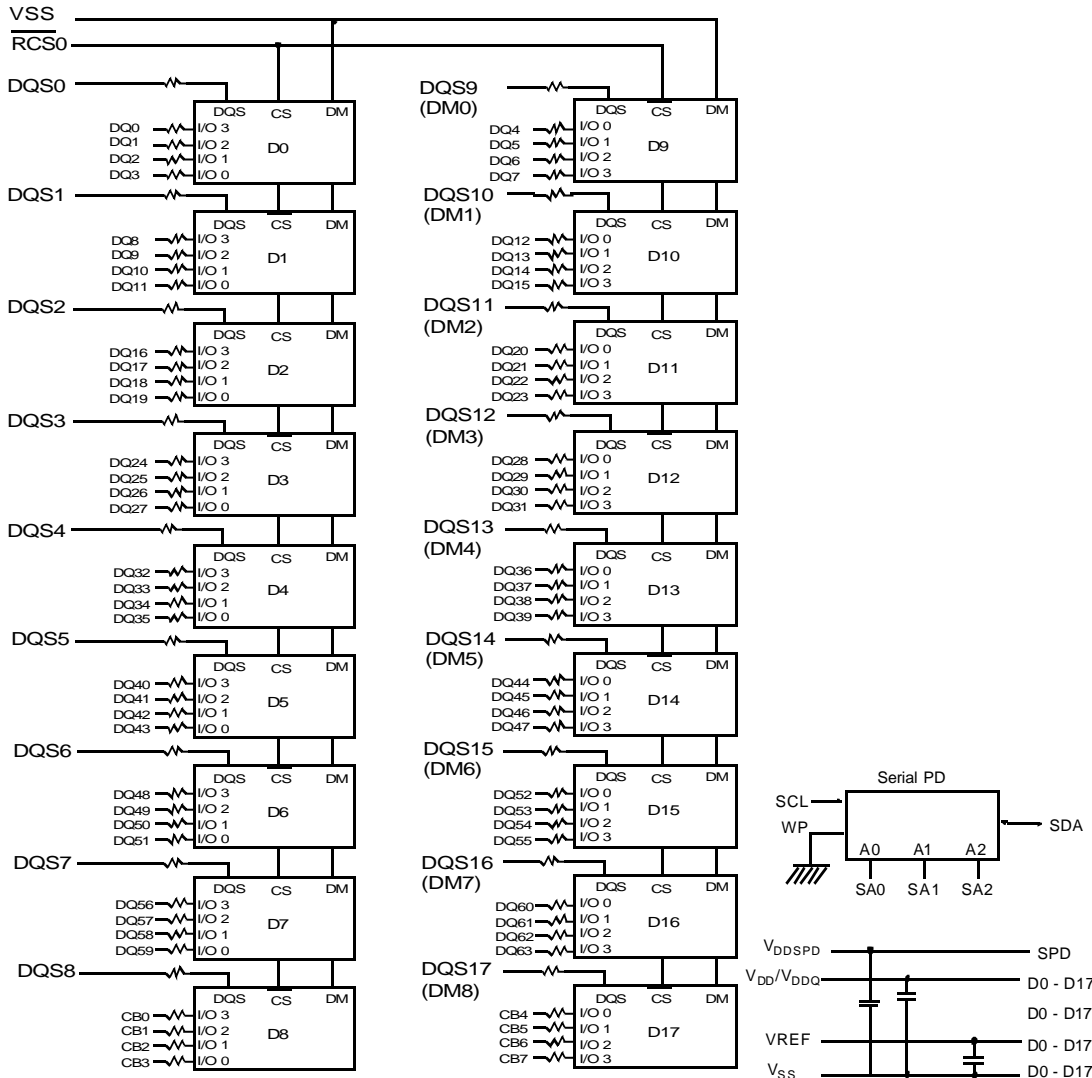 VSS
RCS0
DQS0
DQS CS DM
DQ0 I/O 3
DQ1 I/O 2
DQ2 I/O 1
DQ3 I/O 0
D0
DQS1
DQS CS DM
DQ8 I/O 3
DQ9 I/O 2
DQ10 I/O 1
DQ11 I/O 0
D1
DQS2
DQS CS DM
DQ16 I/O 3
DQ17 I/O 2
DQ18 I/O 1
DQ19 I/O 0
D2
DQS3
DQS CS DM
DQ24 I/O 3
DQ25 I/O 2
DQ26 I/O 1
DQ27 I/O 0
D3
DQS4
DQS CS DM
DQ32 I/O 3
DQ33 I/O 2
DQ34 I/O 1
DQ35 I/O 0
D4
DQS5
DQS CS DM
DQ40 I/O 3
DQ41 I/O 2
DQ42 I/O 1
DQ43 I/O 0
D5
DQS6
DQS CS DM
DQ48 I/O 3
DQ49 I/O 2
DQ50 I/O 1
DQ51 I/O 0
D6
DQS7
DQS CS DM
DQ56 I/O 3
DQ57 I/O 2
DQ58 I/O 1
DQ59 I/O 0
D7
DQS8
DQS CS DM
CB0 I/O 3
CB1 I/O 2
CB2 I/O 1
CB3 I/O 0
D8
DQS9
(DM0)
DQS CS DM
DQ4 I/O 0
DQ5 I/O 1
DQ6 I/O 2
DQ7 I/O 3
D9
DQS10
(DM1)
DQS CS DM
DQ12 I/O 0
DQ13 I/O 1
DQ14 I/O 2
DQ15 I/O 3
D10
DQS11
(DM2)
DQS CS DM
DQ20 I/O 0
DQ21 I/O 1
DQ22 I/O 2
DQ23 I/O 3
D11
DQS12
(DM3)
DQS CS DM
DQ28 I/O 0
DQ29 I/O 1
DQ30 I/O 2
DQ31 I/O 3
D12
DQS13
(DM4)
DQS CS DM
DQ36 I/O 0
DQ37 I/O 1
DQ38 I/O 2
DQ39 I/O 3
D13
DQS14
(DM5)
DQS CS DM
DQ44 I/O 0
DQ45 I/O 1
DQ46 I/O 2
DQ47 I/O 3
D14
DQS15
(DM6)
DQS CS DM
DQ52 I/O 0
DQ53 I/O 1
DQ54 I/O 2
DQ55 I/O 3
D15
DQS16
(DM7)
DQS CS DM
DQ60 I/O 0
DQ61 I/O 1
DQ62 I/O 2
DQ63 I/O 3
D16
DQS17
(DM8)
DQS CS DM
CB4 I/O 0
CB5 I/O 1
CB6 I/O 2
CB7 I/O 3
D17
Serial PD
SCL
WP
SDA
A0 A1 A2
SA0 SA1 SA2
VDDSPD SPD
VDD/VDDQ D0 - D17
D0 - D17
VREF D0 - D17
VSS D0 - D17